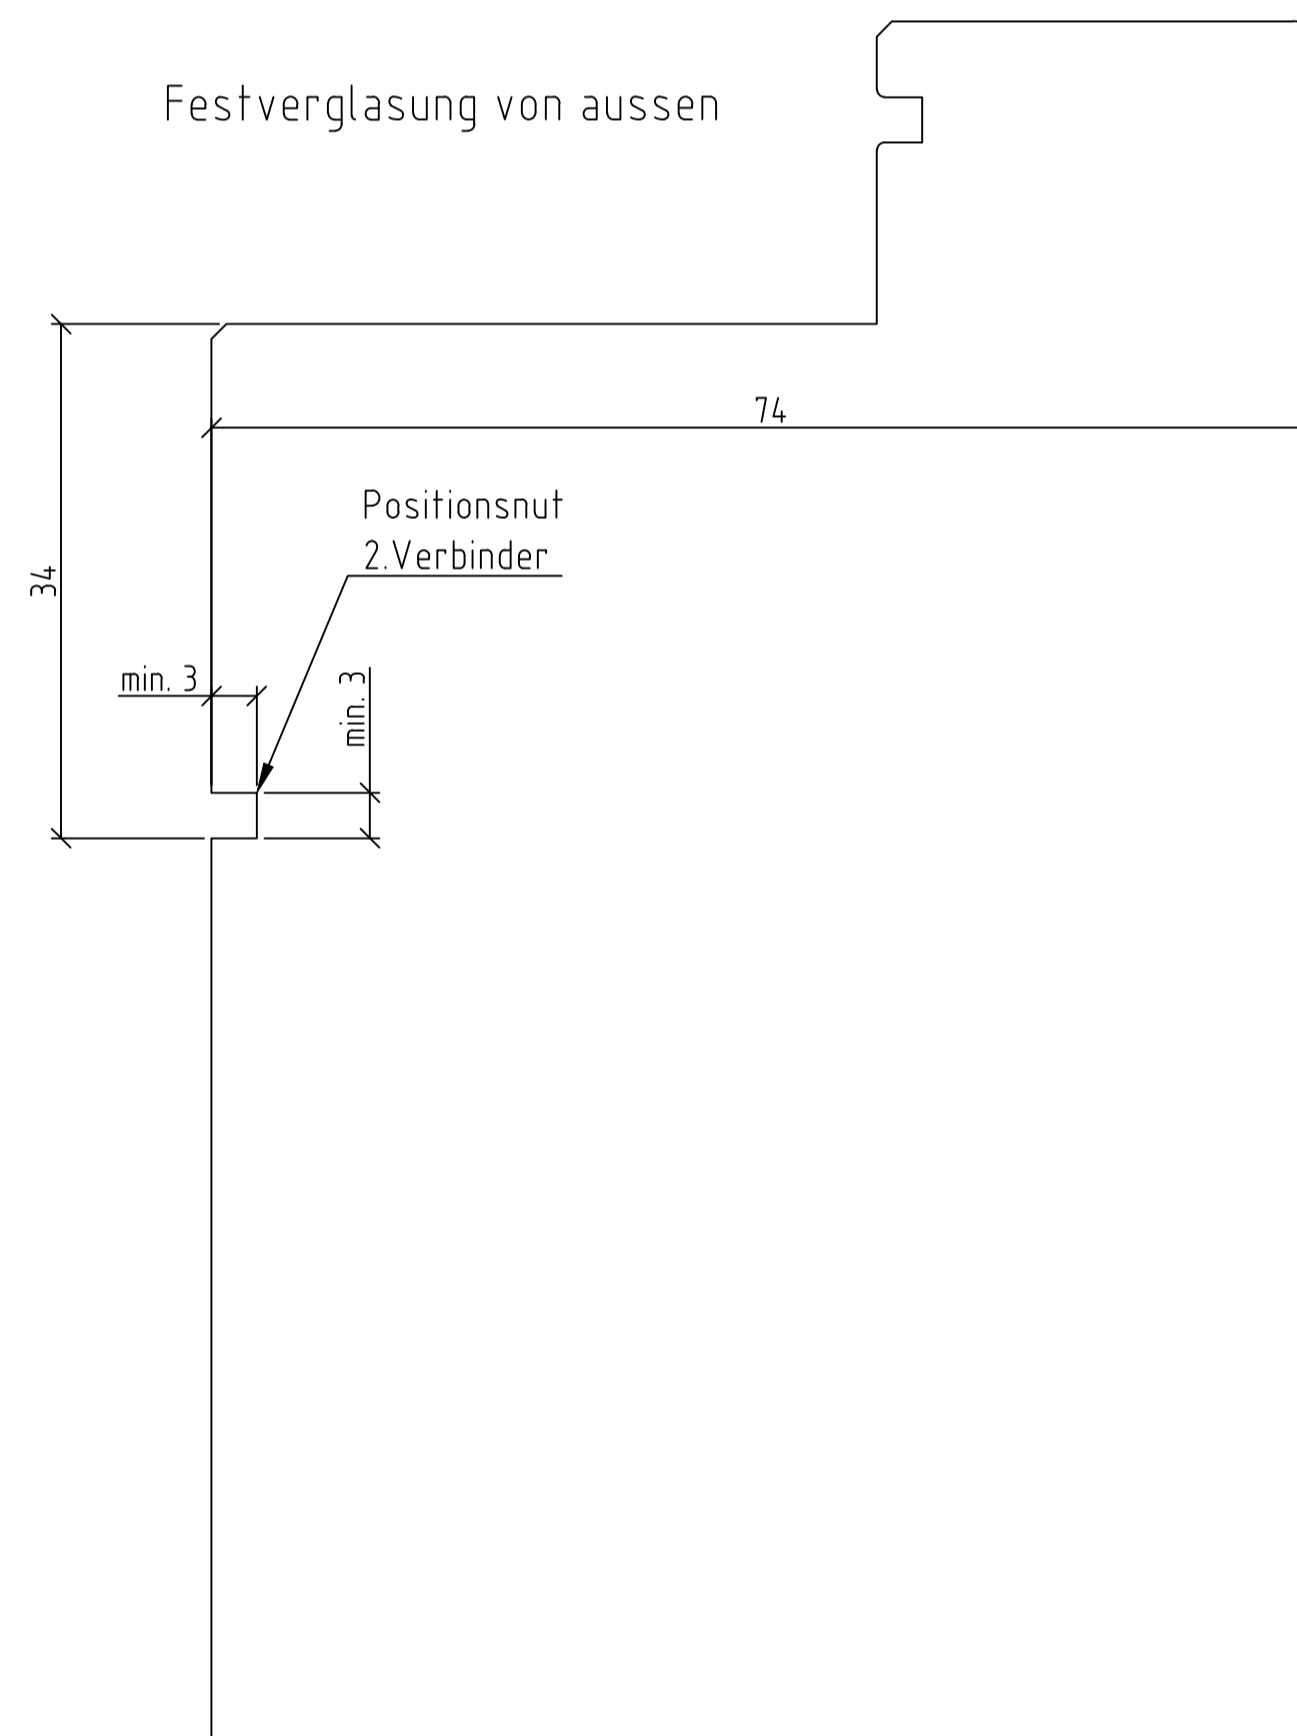 Festverglasung von aussen
74
Positionsnut
2.Verbinder
34
min. 3
min. 3